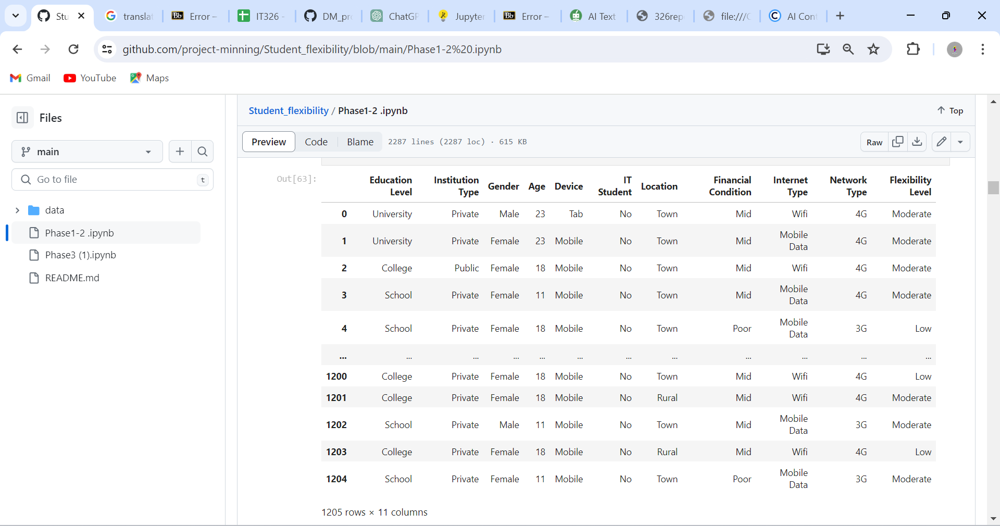 Stu
translat
Error –
IT326 -
DM_pr
ChatGP
Jupyter
Error –
AI Text
326rep
file:///C
AI Cont
github.com/project-minning/Student_flexibility/blob/main/Phase1-2%20.ipynb
Gmail YouTube Maps
Files
main
Go to file t
data
Phase1-2 .ipynb
Phase3 (1).ipynb
README.md
Student_flexibility / Phase1-2 .ipynb
Top
Preview Code Blame 2287 lines (2287 loc) · 615 KB Raw
Out[63]:
Education Level Institution Type Gender Age Device IT Student Location Financial Condition Internet Type Network Type Flexibility Level
0 University Private Male 23 Tab No Town Mid Wifi 4G Moderate
1 University Private Female 23 Mobile No Town Mid Mobile Data 4G Moderate
2 College Public Female 18 Mobile No Town Mid Wifi 4G Moderate
3 School Private Female 11 Mobile No Town Mid Mobile Data 4G Moderate
4 School Private Female 18 Mobile No Town Poor Mobile Data 3G Low
... ... ... ... ... ... ... ... ... ... ... ...
1200 College Private Female 18 Mobile No Town Mid Wifi 4G Low
1201 College Private Female 18 Mobile No Rural Mid Wifi 4G Moderate
1202 School Private Male 11 Mobile No Town Mid Mobile Data 3G Moderate
1203 College Private Female 18 Mobile No Rural Mid Wifi 4G Low
1204 School Private Female 11 Mobile No Town Poor Mobile Data 3G Moderate
1205 rows × 11 columns